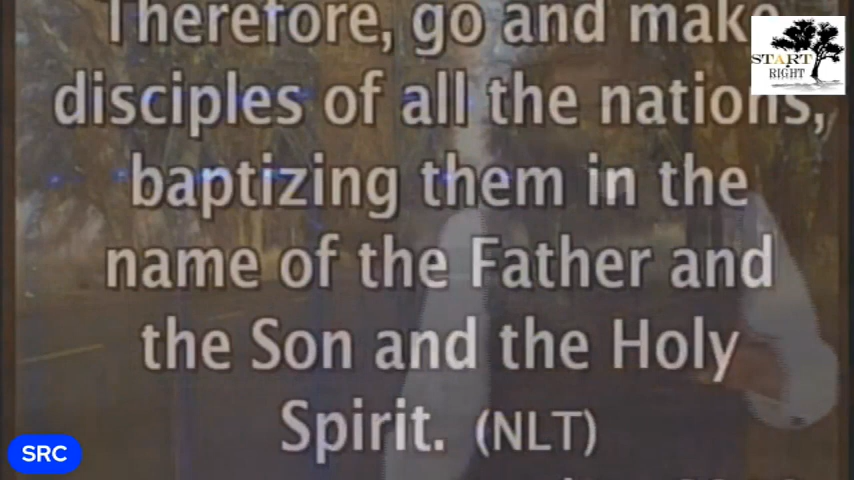 Therefore, go and make
disciples of all the nations,
baptizing them in the
name of the Father and
the Son and the Holy
Spirit. (NLT)
START
RIGHT
SRC